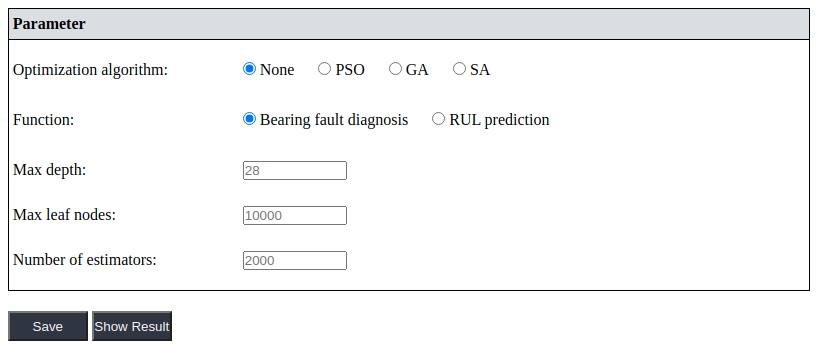 Parameter
Optimization algorithm: None PSO GA SA
Function: Bearing fault diagnosis RUL prediction
Max depth: 28
Max leaf nodes: 10000
Number of estimators: 2000
Save Show Result